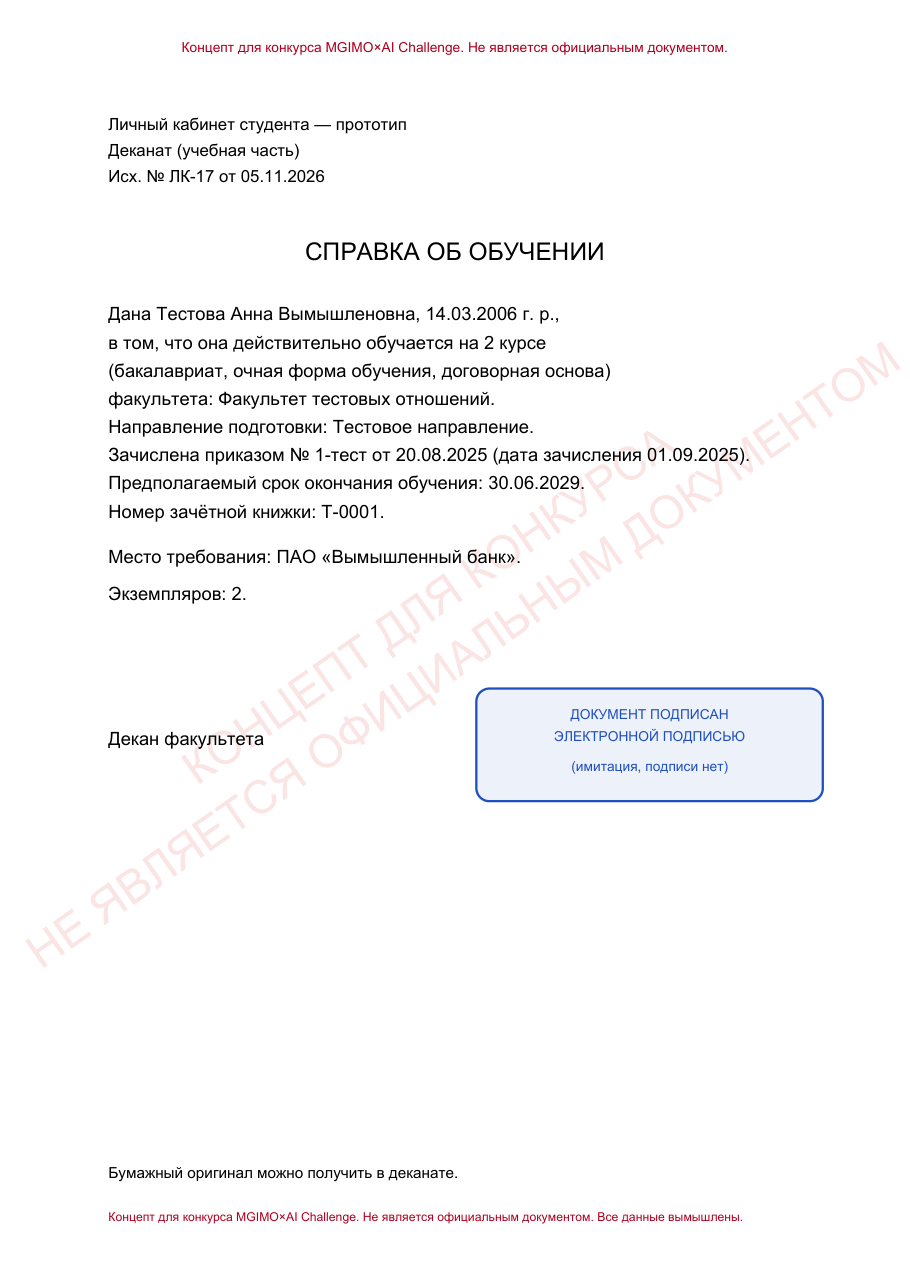 Концепт для конкурса MGIMO×AI Challenge. Не является официальным документом.
Личный кабинет студента — прототип
Деканат (учебная часть)
Исх. № ЛК-17 от 05.11.2026
СПРАВКА ОБ ОБУЧЕНИИ
Дана Тестова Анна Вымышленовна, 14.03.2006 г. р.,
в том, что она действительно обучается на 2 курсе
(бакалавриат, очная форма обучения, договорная основа)
факультета: Факультет тестовых отношений.
Направление подготовки: Тестовое направление.
Зачислена приказом № 1-тест от 20.08.2025 (дата зачисления 01.09.2025).
Предполагаемый срок окончания обучения: 30.06.2029.
Номер зачётной книжки: Т-0001.
Место требования: ПАО «Вымышленный банк».
Экземпляров: 2.
КОНЦЕПТ ДЛЯ КОНКУРСА
НЕ ЯВЛЯЕТСЯ ОФИЦИАЛЬНЫМ ДОКУМЕНТОМ
Декан факультета
ДОКУМЕНТ ПОДПИСАН
ЭЛЕКТРОННОЙ ПОДПИСЬЮ
(имитация, подписи нет)
Бумажный оригинал можно получить в деканате.
Концепт для конкурса MGIMO×AI Challenge. Не является официальным документом. Все данные вымышлены.